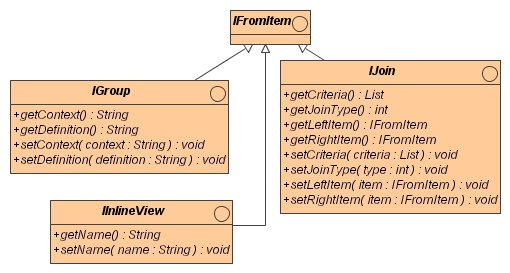 IFromItem
IGroup
+getContext() : String
+getDefinition() : String
+setContext( context : String ) : void
+setDefinition( definition : String ) : void
IJoin
+getCriteria() : List
+getJoinType() : int
+getLeftItem() : IFromItem
+getRightItem() : IFromItem
+setCriteria( criteria : List ) : void
+setJoinType( type : int ) : void
+setLeftItem( item : IFromItem ) : void
+setRightItem( item : IFromItem ) : void
IInlineView
+getName() : String
+setName( name : String ) : void